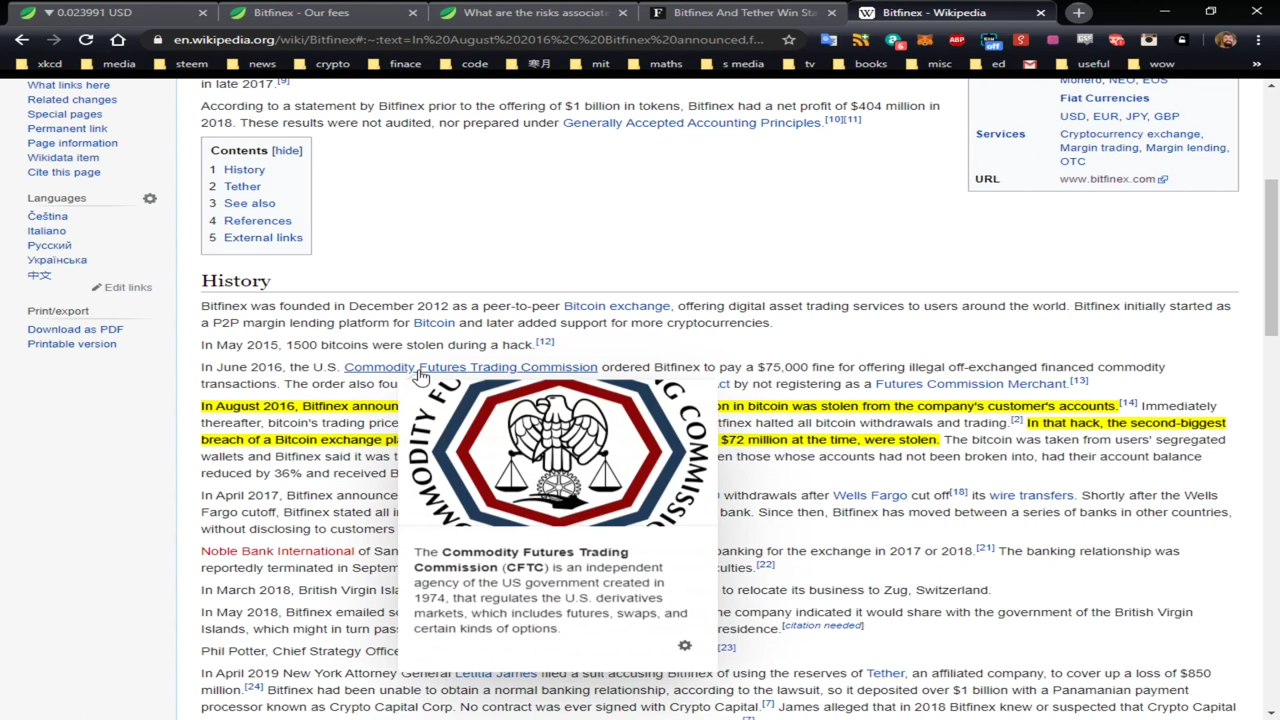 ▼ 0.023991 USD
Bitfinex - Our fees
What are the risks associate
Bitfinex And Tether Win Sta
Bitfinex - Wikipedia
en.wikipedia.org/wiki/Bitfinex#:~:text=In%20August%202016%2C%20Bitfinex%20announced,f...
xkcd media steem news crypto finace code 寒月 mit maths s media tv books misc ed useful wow
What links here
Related changes
Special pages
Permanent link
Page information
Wikidata item
Cite this page
Languages
Čeština
Italiano
Русский
Українська
中文
Edit links
Print/export
Download as PDF
Printable version
in late 2017.[9]
According to a statement by Bitfinex prior to the offering of $1 billion in tokens, Bitfinex had a net profit of $404 million in
2018. These results were not audited, nor prepared under Generally Accepted Accounting Principles.[10][11]
Monero, NEO, EOS
Fiat Currencies
USD, EUR, JPY, GBP
Services Cryptocurrency exchange,
Margin trading, Margin lending,
OTC
URL www.bitfinex.com
Contents [hide]
1 History
2 Tether
3 See also
4 References
5 External links
History
Bitfinex was founded in December 2012 as a peer-to-peer Bitcoin exchange, offering digital asset trading services to users around the world. Bitfinex initially started as
a P2P margin lending platform for Bitcoin and later added support for more cryptocurrencies.
In May 2015, 1500 bitcoins were stolen during a hack.[12]
In June 2016, the U.S. Commodity Futures Trading Commission ordered Bitfinex to pay a $75,000 fine for offering illegal off-exchanged financed commodity
transactions. The order also fou ct by not registering as a Futures Commission Merchant.[13]
In August 2016, Bitfinex announ on in bitcoin was stolen from the company's customer's accounts.[14] Immediately
thereafter, bitcoin's trading price tfinex halted all bitcoin withdrawals and trading.[2] In that hack, the second-biggest
breach of a Bitcoin exchange pl $72 million at the time, were stolen. The bitcoin was taken from users' segregated
wallets and Bitfinex said it was t en those whose accounts had not been broken into, had their account balance
reduced by 36% and received B
In April 2017, Bitfinex announce withdrawals after Wells Fargo cut off[18] its wire transfers. Shortly after the Wells
Fargo cutoff, Bitfinex stated all i bank. Since then, Bitfinex has moved between a series of banks in other countries,
without disclosing to customers
Noble Bank International of San anking for the exchange in 2017 or 2018.[21] The banking relationship was
reportedly terminated in Septem culties.[22]
In March 2018, British Virgin Isla to relocate its business to Zug, Switzerland.
In May 2018, Bitfinex emailed so he company indicated it would share with the government of the British Virgin
Islands, which might in turn pas residence.[citation needed]
Phil Potter, Chief Strategy Office [23]
In April 2019 New York Attorney General Letitia James filed a suit accusing Bitfinex of using the reserves of Tether, an affiliated company, to cover up a loss of $850
million.[24] Bitfinex had been unable to obtain a normal banking relationship, according to the lawsuit, so it deposited over $1 billion with a Panamanian payment
processor known as Crypto Capital Corp. No contract was ever signed with Crypto Capital.[7] James alleged that in 2018 Bitfinex knew or suspected that Crypto Capital
COMMODITY FU
COMMISS
The Commodity Futures Trading
Commission (CFTC) is an independent
agency of the US government created in
1974, that regulates the U.S. derivatives
markets, which includes futures, swaps, and
certain kinds of options.